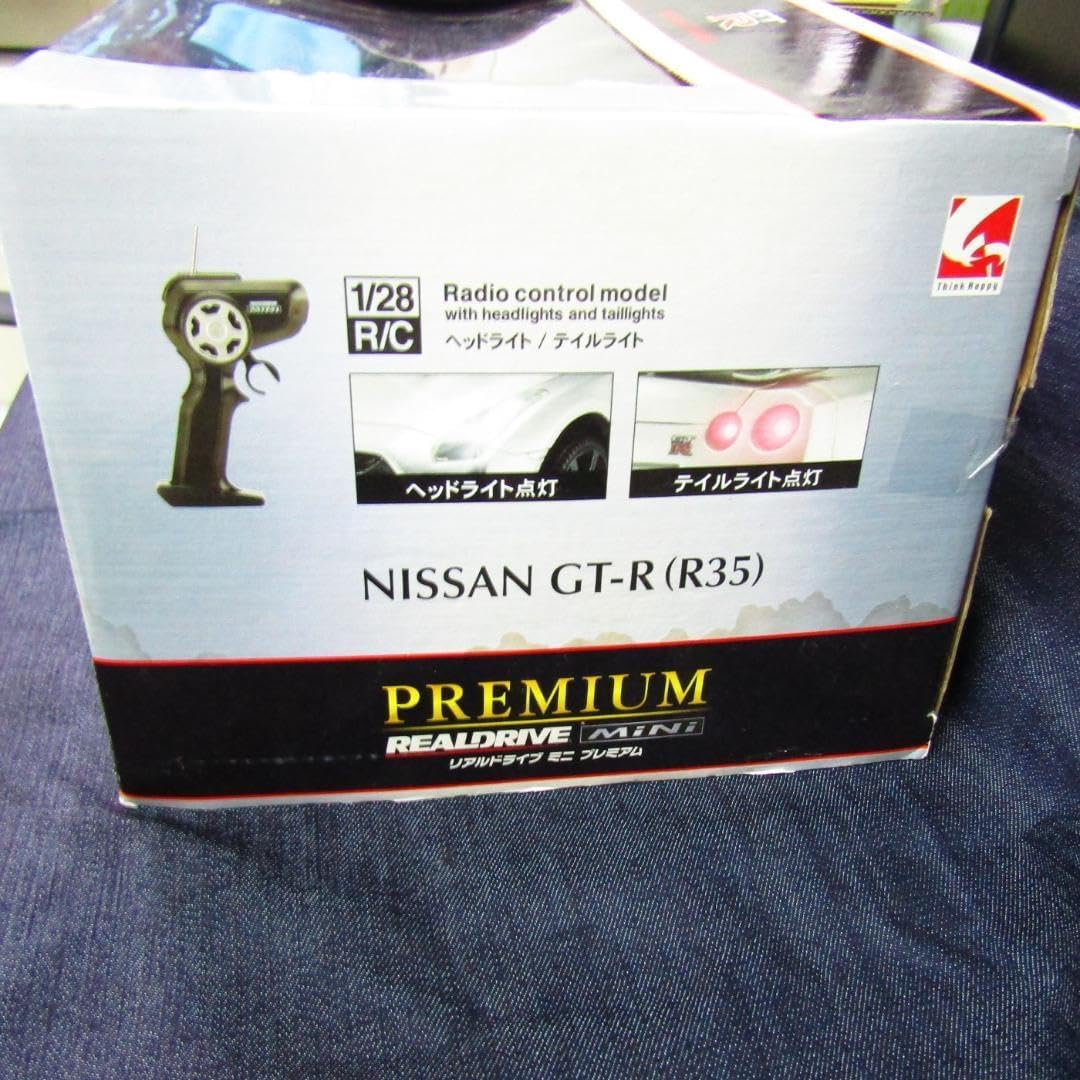 Think Happy
1/28
R/C
Radio control model
with headlights and taillights
ヘッドライト / テイルライト
GT-R
ヘッドライト点灯
テイルライト点灯
NISSAN GT-R (R35)
PREMIUM
REALDRIVE MiNi
リアルドライブ ミニ プレミアム